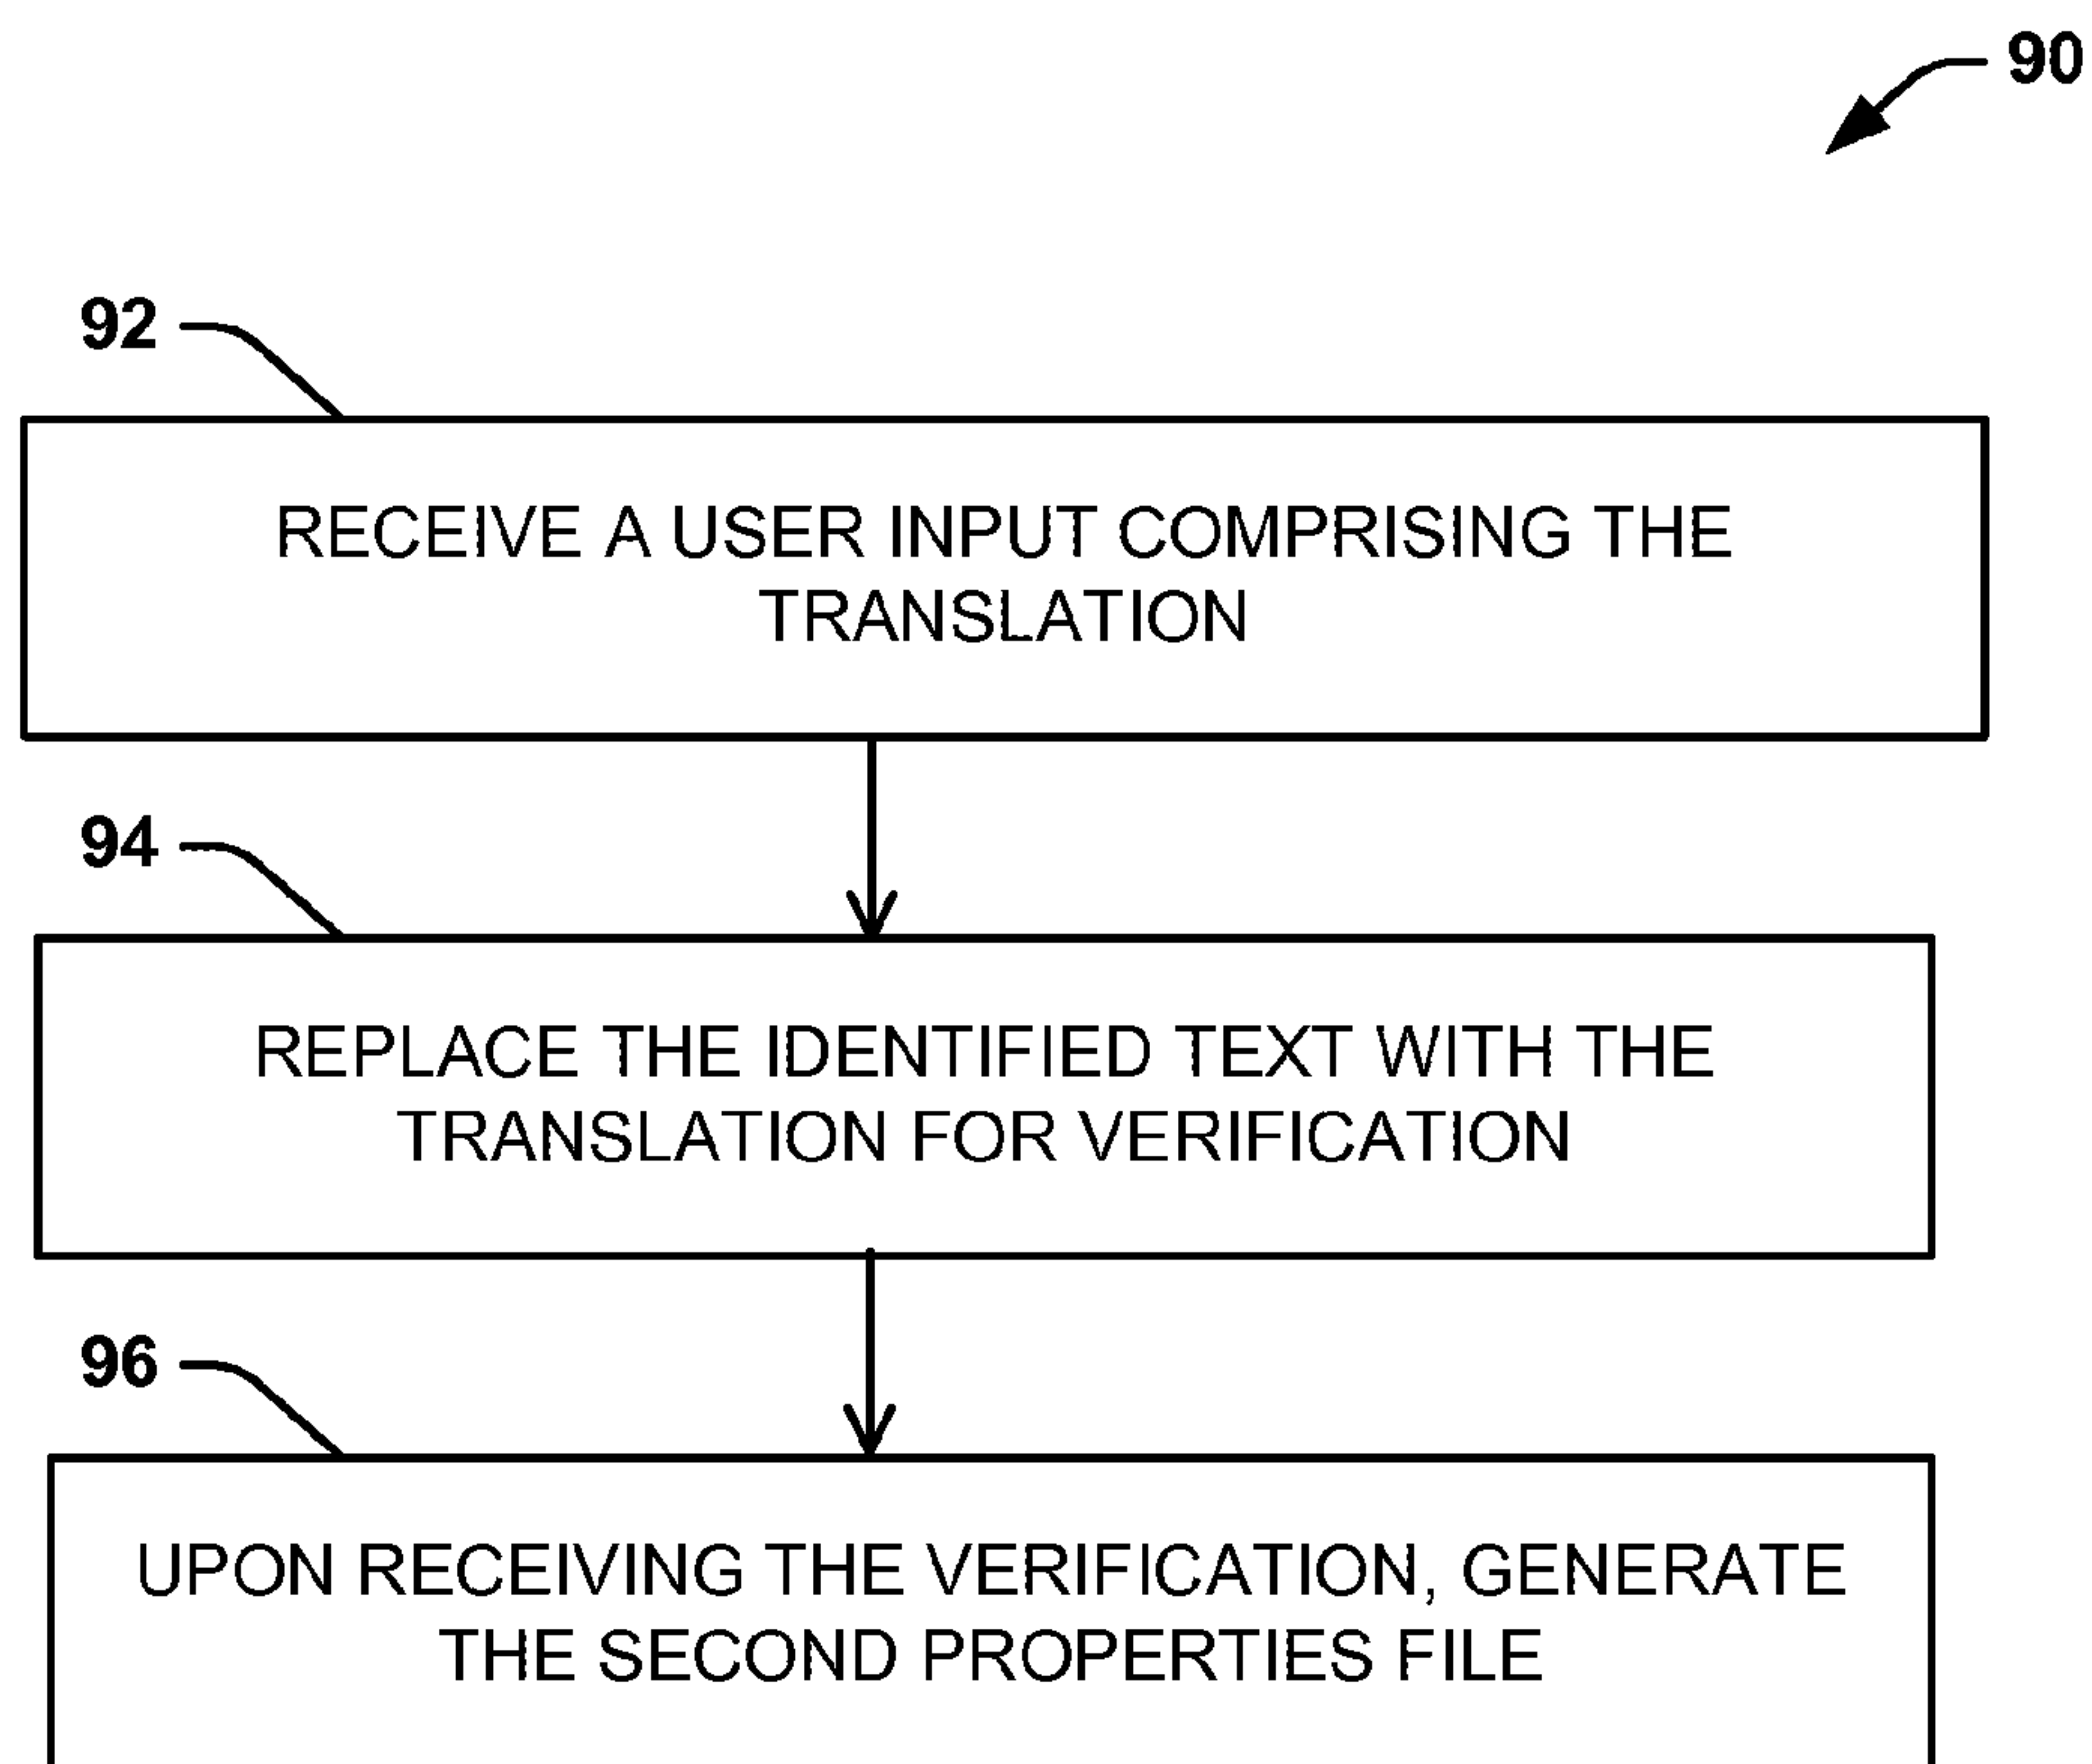 90
92
RECEIVE A USER INPUT COMPRISING THE
TRANSLATION
94
REPLACE THE IDENTIFIED TEXT WITH THE
TRANSLATION FOR VERIFICATION
96
UPON RECEIVING THE VERIFICATION, GENERATE
THE SECOND PROPERTIES FILE